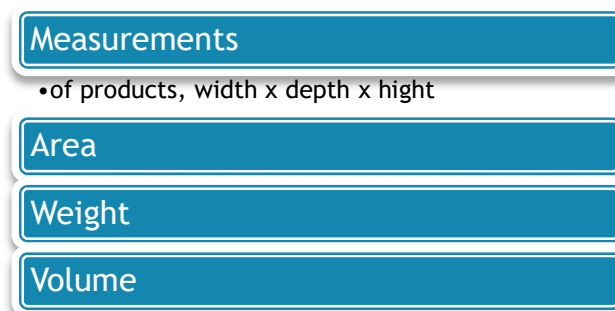 Measurements
•of products, width x depth x hight
Area
Weight
Volume